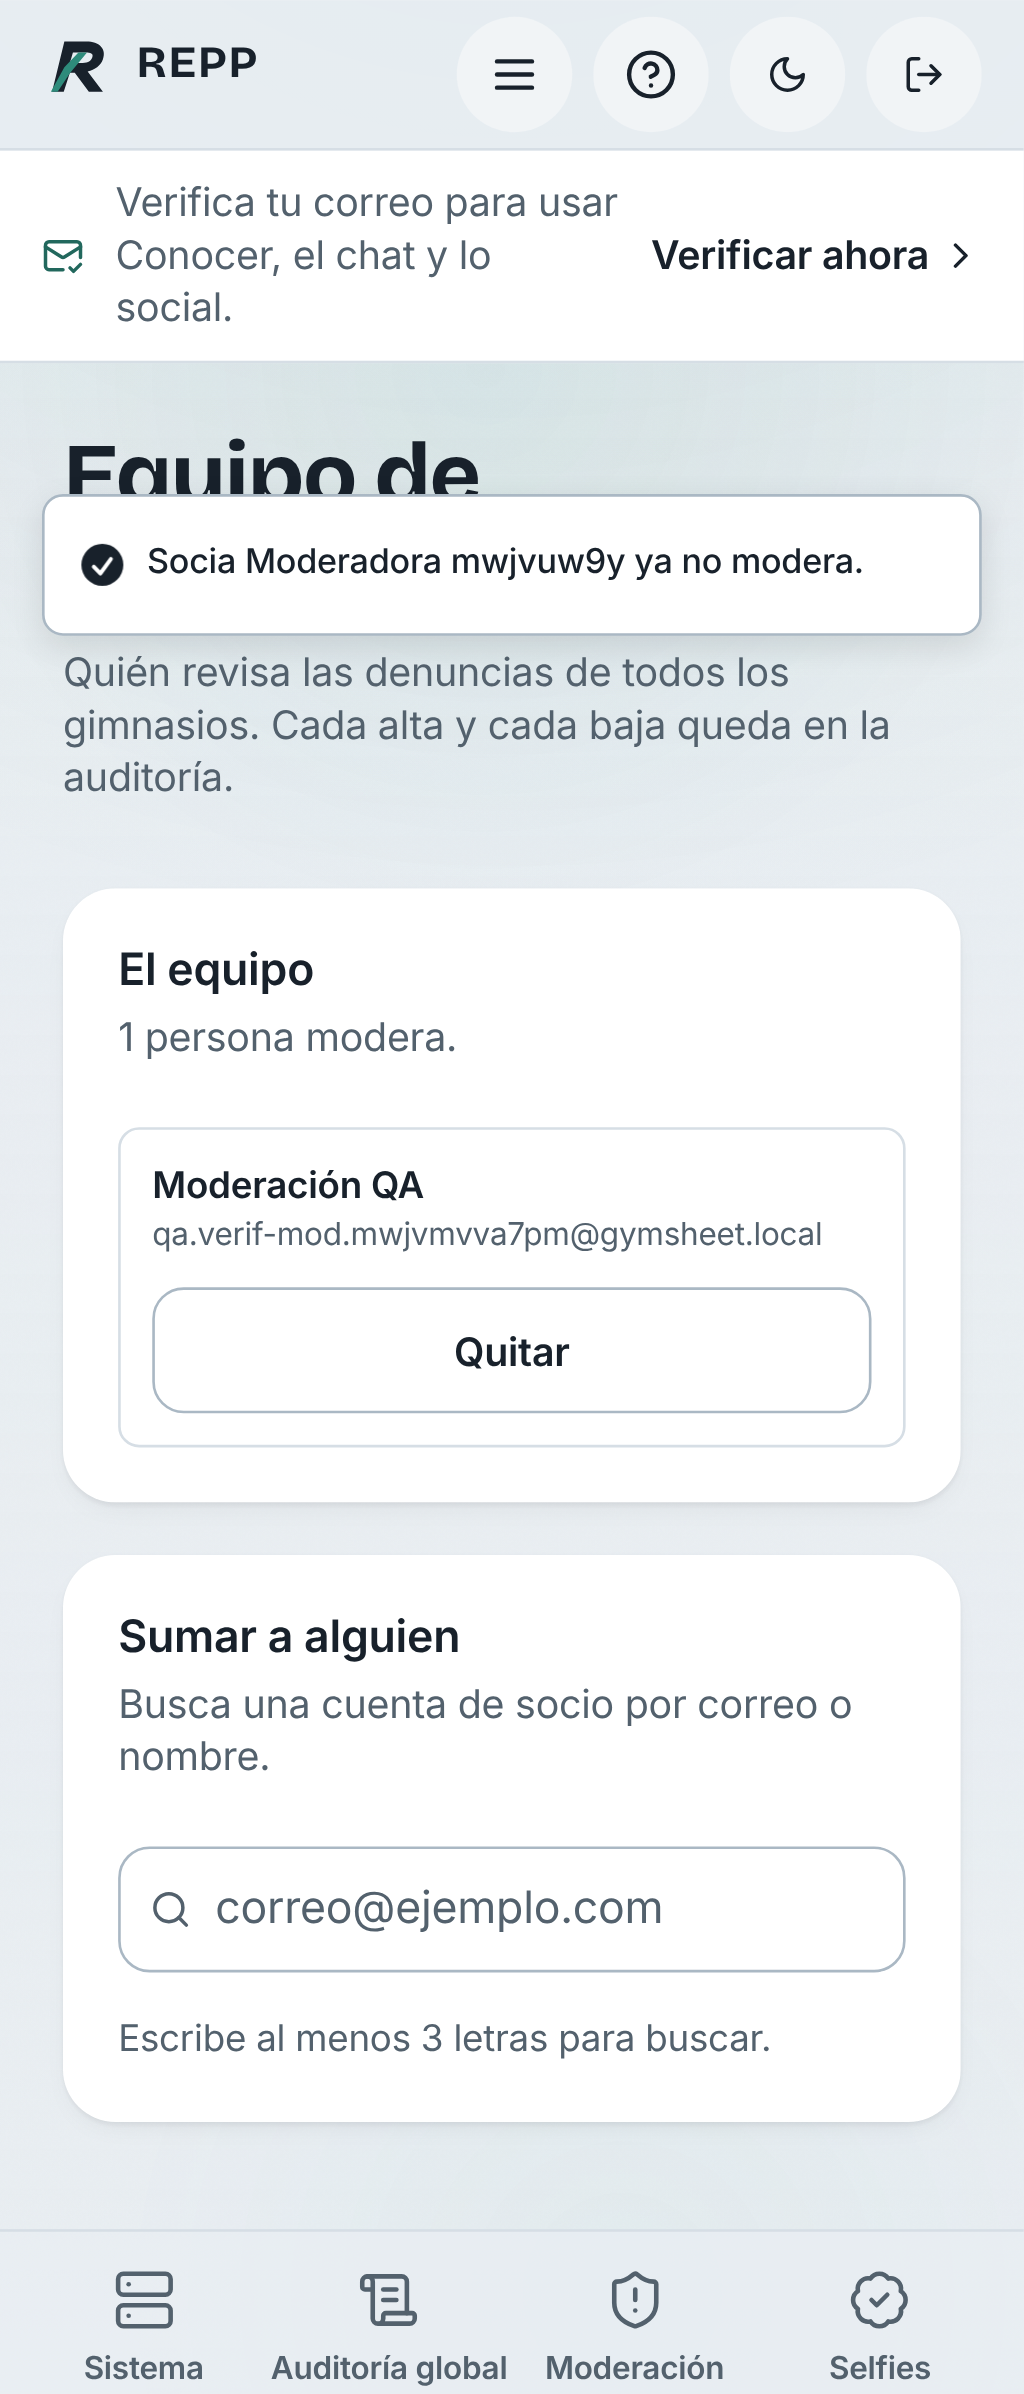 REPP
Verifica tu correo para usar
Conocer, el chat y lo
social.
Verificar ahora
Equipo de
Socia Moderadora mwjvuw9y ya no modera.
Quién revisa las denuncias de todos los
gimnasios. Cada alta y cada baja queda en la
auditoría.
El equipo
1 persona modera.
Moderación QA
qa.verif-mod.mwjvmvva7pm@gymsheet.local
Quitar
Sumar a alguien
Busca una cuenta de socio por correo o
nombre.
correo@ejemplo.com
Escribe al menos 3 letras para buscar.
Sistema
Auditoría global
Moderación
Selfies